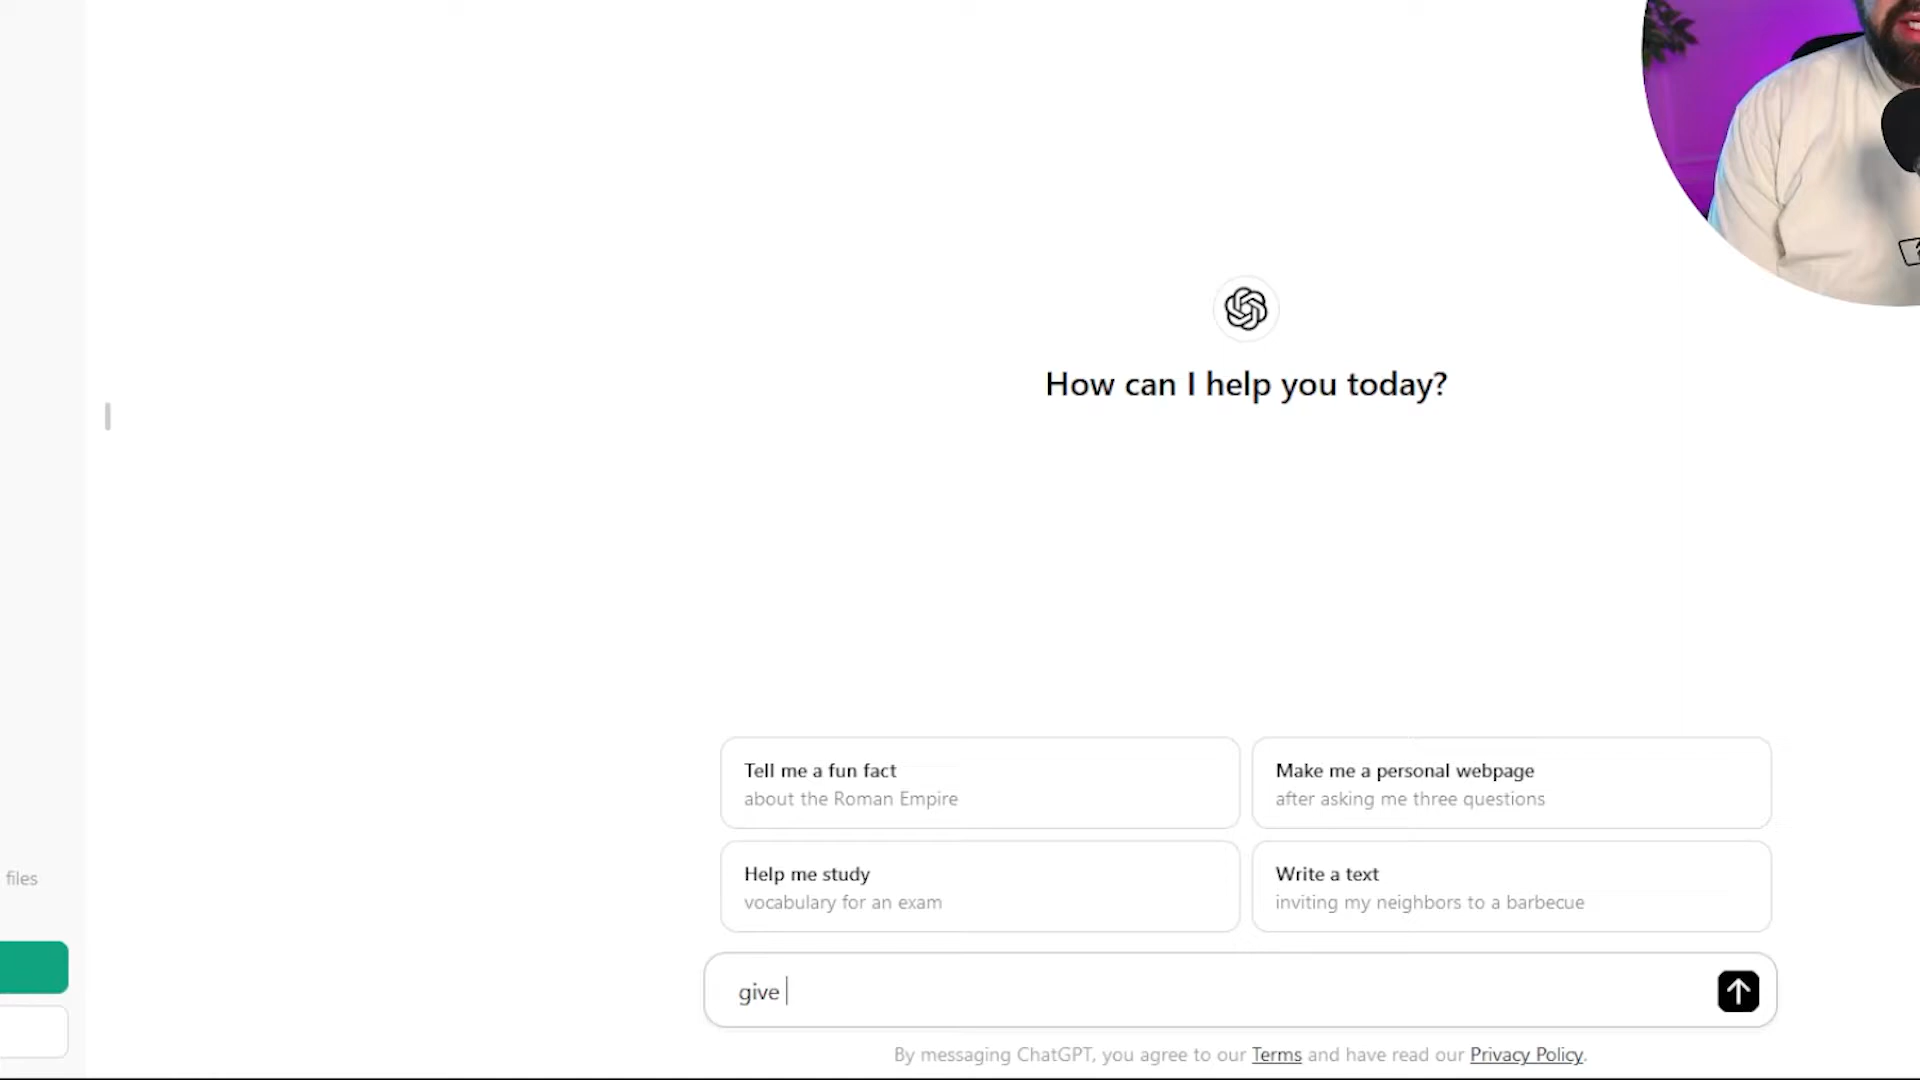 How can I help you today?
Tell me a fun fact
about the Roman Empire
Make me a personal webpage
after asking me three questions
Help me study
vocabulary for an exam
Write a text
inviting my neighbors to a barbecue
files
give
By messaging ChatGPT, you agree to our Terms and have read our Privacy Policy.